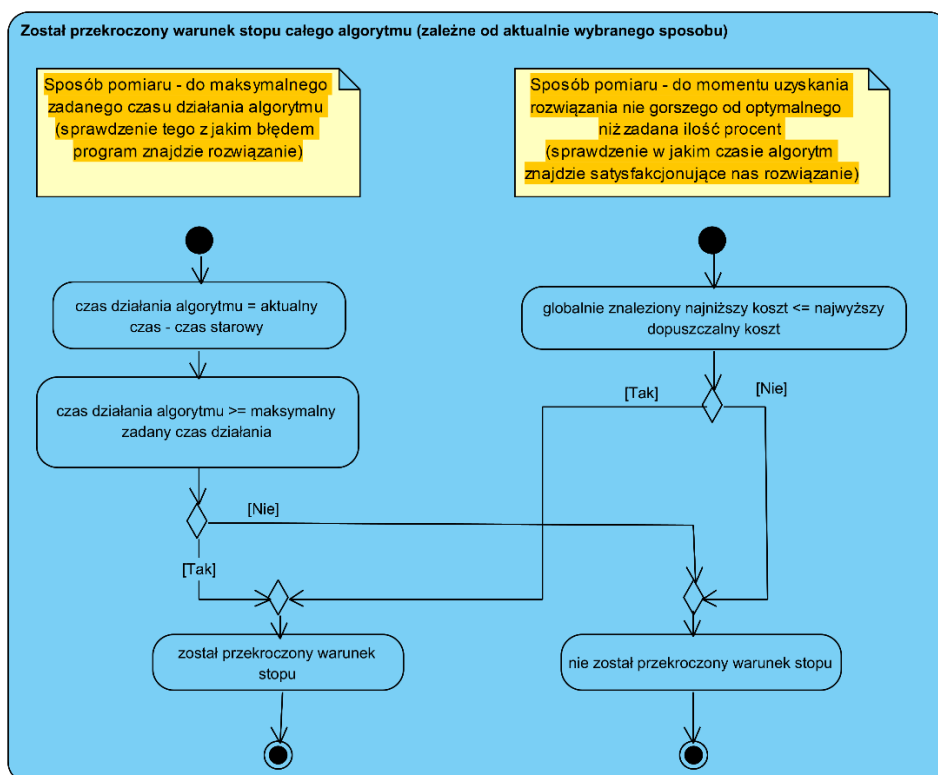 Został przekroczony warunek stopu całego algorytmu (zależne od aktualnie wybranego sposobu)
Sposób pomiaru - do maksymalnego
zadanego czasu działania algorytmu
(sprawdzenie tego z jakim błędem
program znajdzie rozwiązanie)
Sposób pomiaru - do momentu uzyskania
rozwiązania nie gorszego od optymalnego
niż zadana ilość procent
(sprawdzenie w jakim czasie algorytm
znajdzie satysfakcjonujące nas rozwiązanie)
czas działania algorytmu = aktualny
czas - czas starowy
globalnie znaleziony najniższy koszt <= najwyższy
dopuszczalny koszt
czas działania algorytmu >= maksymalny
zadany czas działania
[Tak]
[Nie]
[Nie]
[Tak]
został przekroczony warunek
stopu
nie został przekroczony warunek stopu